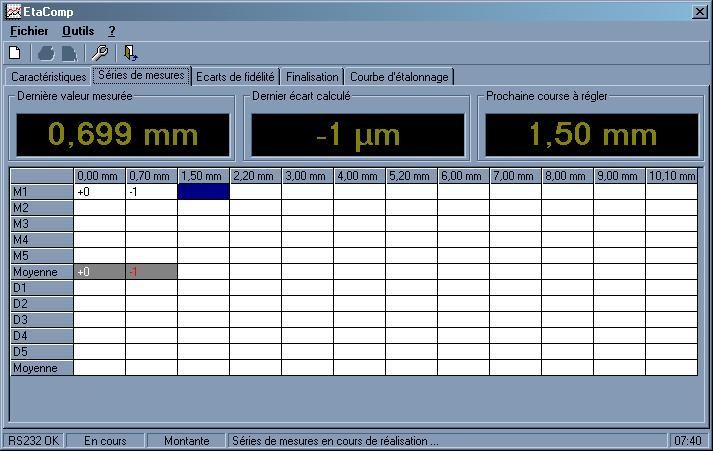 EtaComp
Fichier Outils ?
Caractéristiques Séries de mesures Ecarts de fidélité Finalisation Courbe d'étalonnage
Dernière valeur mesurée Dernier écart calculé Prochaine course à régler
0,699 mm -1 µm 1,50 mm
0,00 mm 0,70 mm 1,50 mm 2,20 mm 3,00 mm 4,00 mm 5,20 mm 6,00 mm 7,00 mm 8,00 mm 9,00 mm 10,10 mm
M1 +0 -1
M2
M3
M4
M5
Moyenne +0 -1
D1
D2
D3
D4
D5
Moyenne
RS232 OK En cours Montante Séries de mesures en cours de réalisation ... 07:40